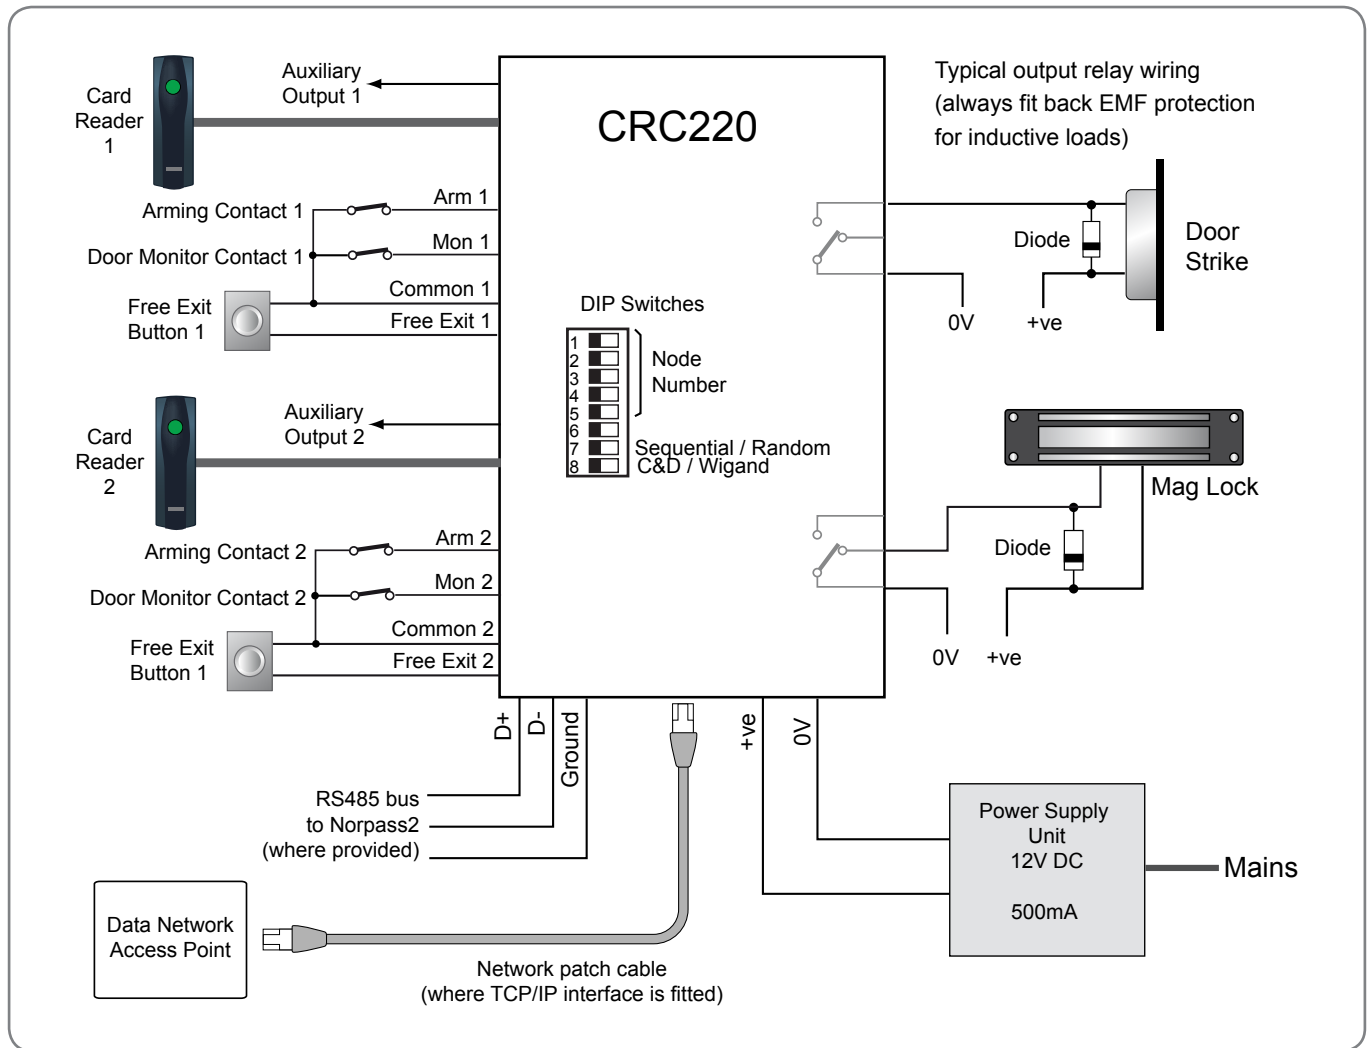 Card
Reader
1
Auxiliary
Output 1
Arming Contact 1
Arm 1
Door Monitor Contact 1
Mon 1
Free Exit
Button 1
Common 1
Free Exit 1
Card
Reader
2
Auxiliary
Output 2
Arming Contact 2
Arm 2
Door Monitor Contact 2
Mon 2
Free Exit
Button 1
Common 2
Free Exit 2
CRC220
DIP Switches
1
2
3
4
5
6
7
8
Node
Number
Sequential / Random
C&D / Wigand
Typical output relay wiring
(always fit back EMF protection
for inductive loads)
Diode
Door
Strike
0V
+ve
Mag Lock
Diode
0V
+ve
D+
D-
Ground
+ve
0V
RS485 bus
to Norpass2
(where provided)
Data Network
Access Point
Network patch cable
(where TCP/IP interface is fitted)
Power Supply
Unit
12V DC
500mA
Mains